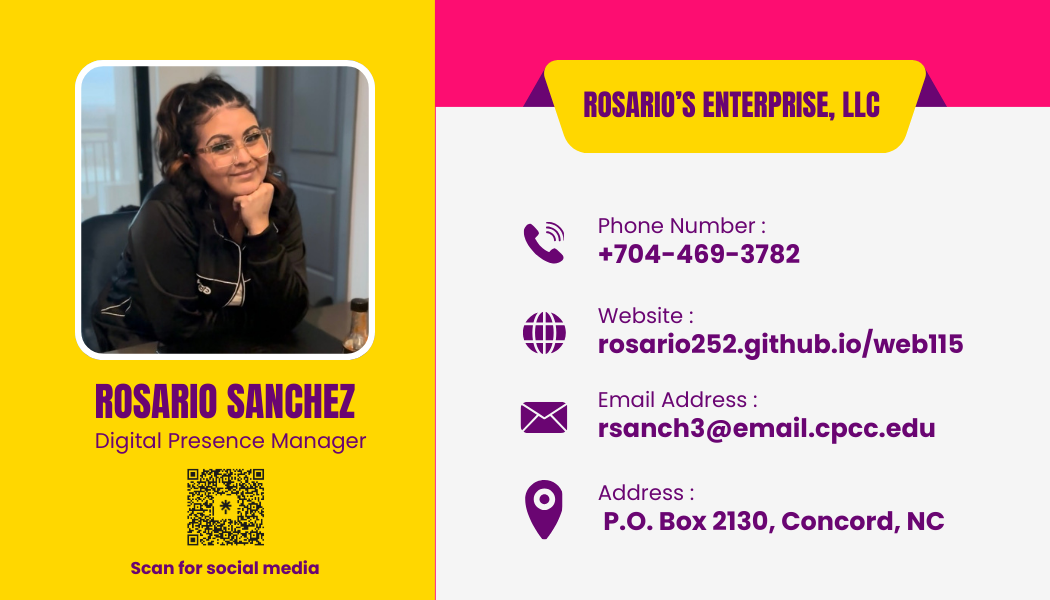 ROSARIO SANCHEZ
Digital Presence Manager
Scan for social media
ROSARIO’S ENTERPRISE, LLC
Phone Number :
+704-469-3782
Website :
rosario252.github.io/web115
Email Address :
rsanch3@email.cpcc.edu
Address :
P.O. Box 2130, Concord, NC